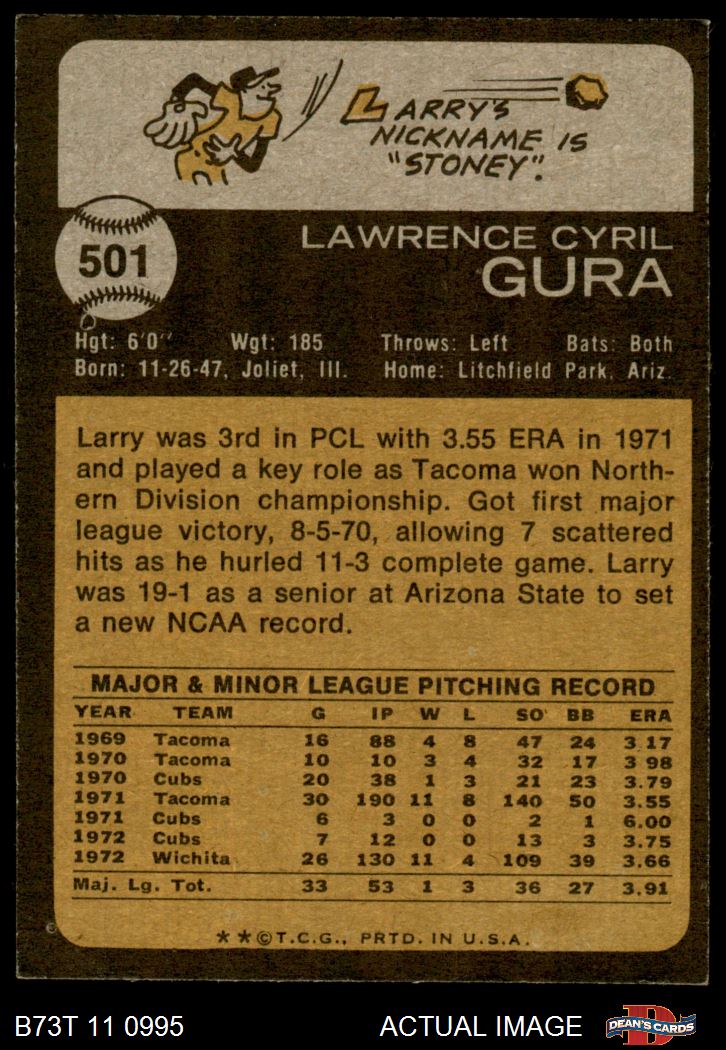 LARRY'S
NICKNAME IS
"STONEY".
501
LAWRENCE CYRIL
GURA
Hgt: 6'0" Wgt: 185 Throws: Left Bats: Both
Born: 11-26-47, Joliet, Ill. Home: Litchfield Park, Ariz.
Larry was 3rd in PCL with 3.55 ERA in 1971
and played a key role as Tacoma won North-
ern Division championship. Got first major
league victory, 8-5-70, allowing 7 scattered
hits as he hurled 11-3 complete game. Larry
was 19-1 as a senior at Arizona State to set
a new NCAA record.
MAJOR & MINOR LEAGUE PITCHING RECORD
YEAR TEAM G IP W L SO BB ERA
1969 Tacoma 16 88 4 8 47 24 3.17
1970 Tacoma 10 10 3 4 32 17 3 98
1970 Cubs 20 38 1 3 21 23 3.79
1971 Tacoma 30 190 11 8 140 50 3.55
1971 Cubs 6 3 0 0 2 1 6.00
1972 Cubs 7 12 0 0 13 3 3.75
1972 Wichita 26 130 11 4 109 39 3.66
Maj. Lg. Tot. 33 53 1 3 36 27 3.91
**©T.C.G., PRTD. IN U.S.A.
B73T 11 0995 ACTUAL IMAGE D DEAN'S CARDS